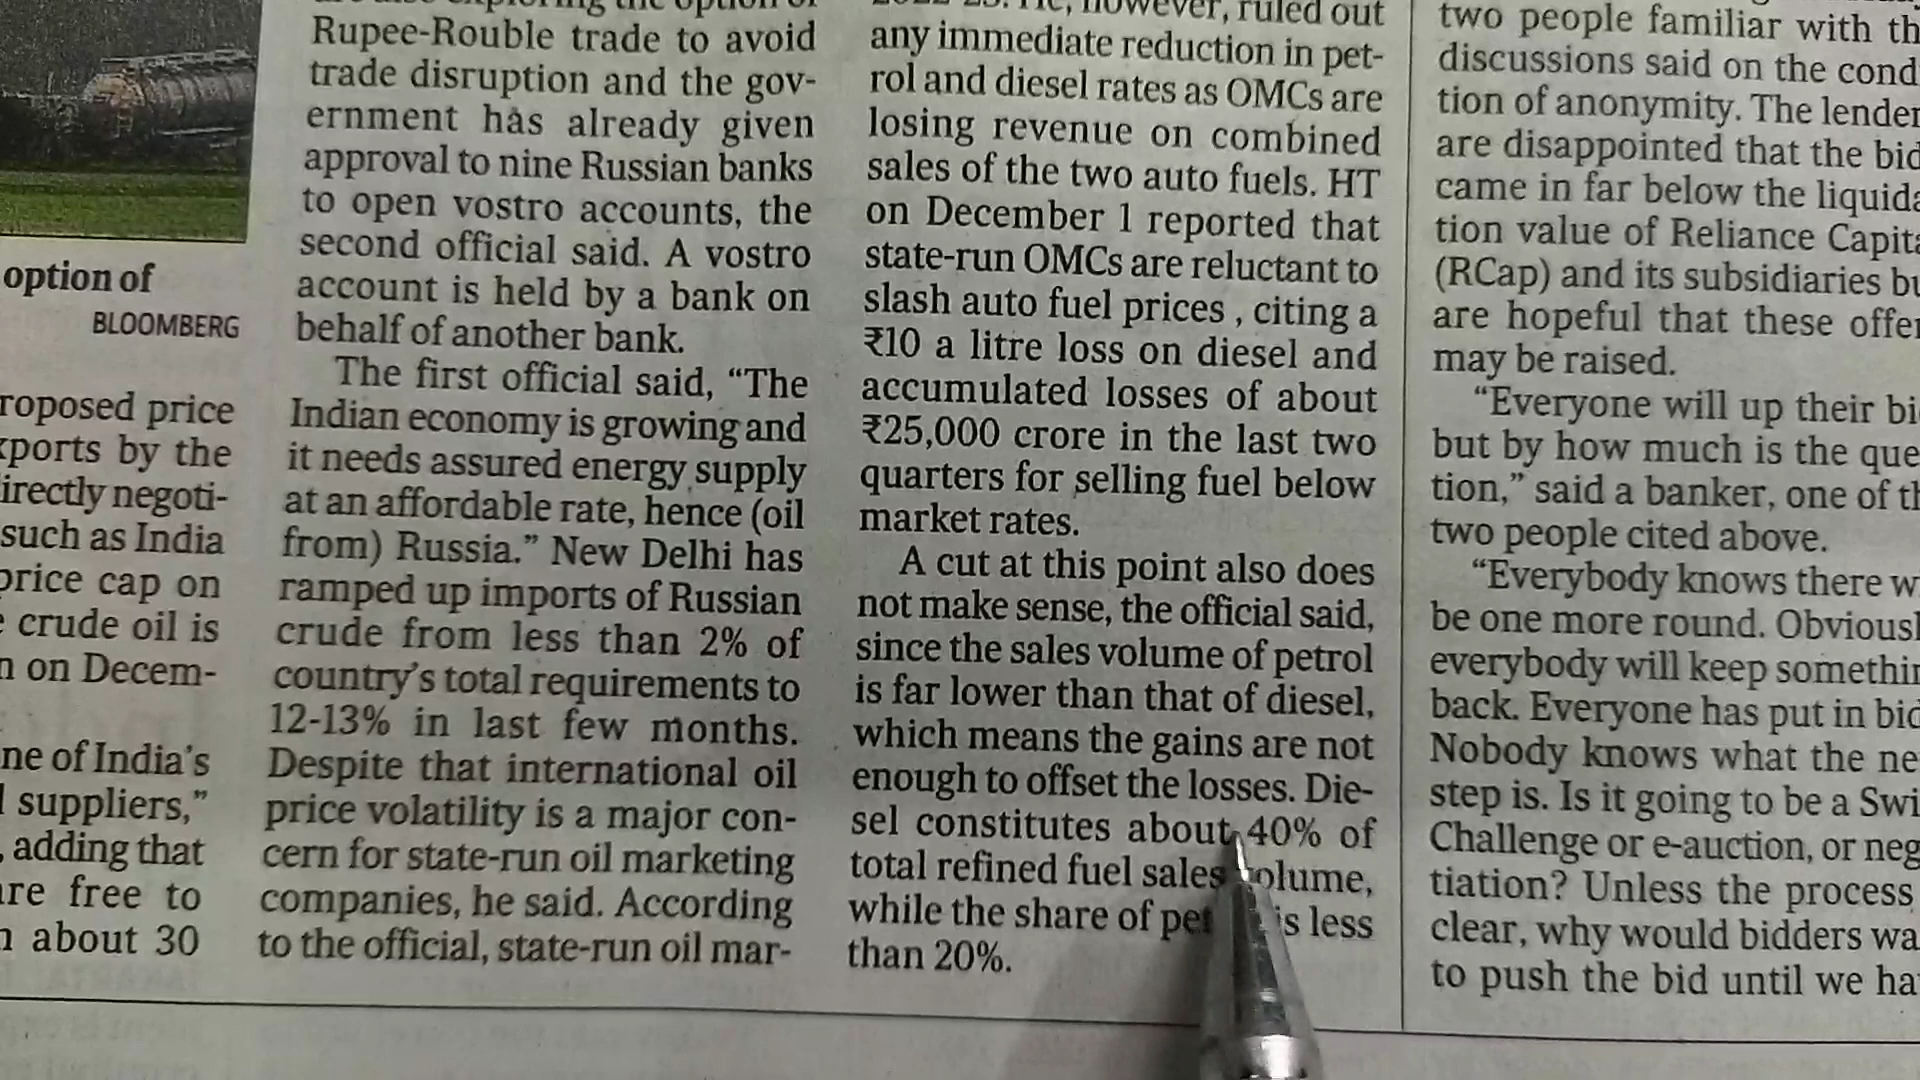 option of
BLOOMBERG
price
by the
negoti-
such as India
cap on
crude oil is
on Decem-
of India's
suppliers,”
adding that
free to
about 30
Rupee-Rouble trade to avoid
trade disruption and the gov-
ernment has already given
approval to nine Russian banks
to open vostro accounts, the
second official said. A vostro
account is held by a bank on
behalf of another bank.
The first official said, “The
Indian economy is growing and
it needs assured energy supply
at an affordable rate, hence (oil
from) Russia.” New Delhi has
ramped up imports of Russian
crude from less than 2% of
country's total requirements to
12-13% in last few months.
Despite that international oil
price volatility is a major con-
cern for state-run oil marketing
companies, he said. According
to the official, state-run oil mar-
however, ruled out
any immediate reduction in pet-
rol and diesel rates as OMCs are
losing revenue on combined
sales of the two auto fuels. HT
on December 1 reported that
state-run OMCs are reluctant to
slash auto fuel prices , citing a
₹10 a litre loss on diesel and
accumulated losses of about
₹25,000 crore in the last two
quarters for selling fuel below
market rates.
A cut at this point also does
not make sense, the official said,
since the sales volume of petrol
is far lower than that of diesel,
which means the gains are not
enough to offset the losses. Die-
sel constitutes about 40% of
total refined fuel sales
while the share of is less
than 20%.
two people familiar with
discussions said on the
tion of anonymity. The
are disappointed that the
came in far below the
tion value of Reliance
(RCap) and its subsidiaries
are hopeful that these
may be raised.
“Everyone will up their
but by how much is the
tion,” said a banker, one of
two people cited above.
“Everybody knows there
be one more round.
everybody will keep
back. Everyone has put in
Nobody knows what the
step is. Is it going to be a
Challenge or e-auction, or
tiation? Unless the process
clear, why would bidders
to push the bid until we